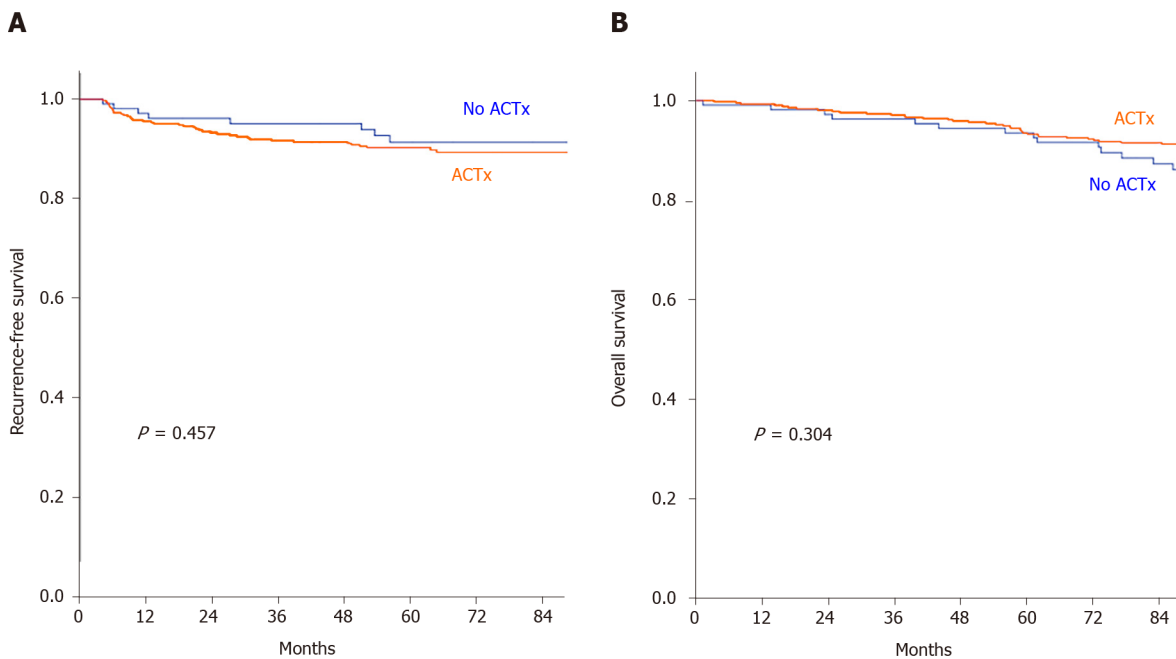 A
Recurrence-free survival
1.0
0.8
0.6
0.4
0.2
0.0
No ACTx
ACTx
P = 0.457
0 12 24 36 48 60 72 84
Months
B
Overall survival
1.0
0.8
0.6
0.4
0.2
0.0
ACTx
No ACTx
P = 0.304
0 12 24 36 48 60 72 84
Months